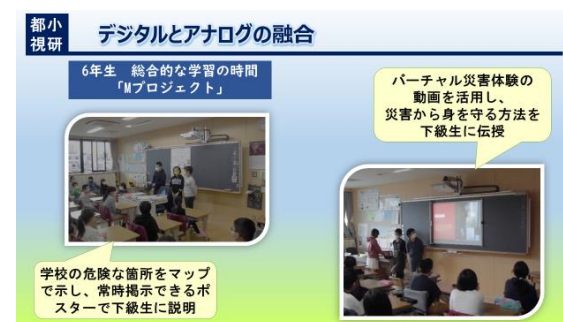 都小
視研
デジタルとアナログの融合
6年生　総合的な学習の時間
「Mプロジェクト」
バーチャル災害体験の
動画を活用し、
災害から身を守る方法を
下級生に伝授
学校の危険な箇所をマップ
で示し、常時掲示できるポ
スターで下級生に説明